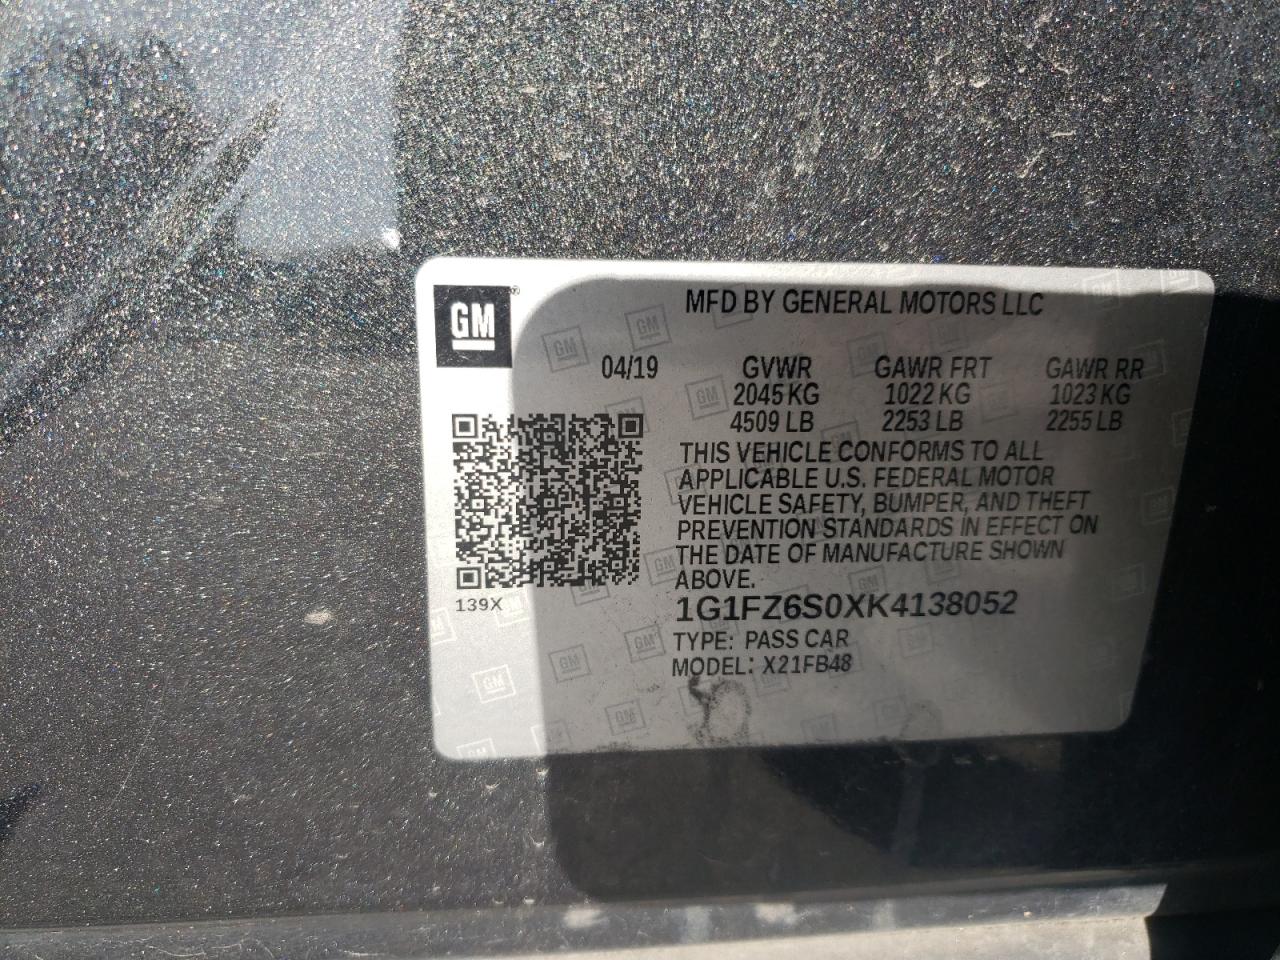 GM®
MFD BY GENERAL MOTORS LLC
04/19 GVWR GAWR FRT GAWR RR
2045 KG 1022 KG 1023 KG
4509 LB 2253 LB 2255 LB
THIS VEHICLE CONFORMS TO ALL
APPLICABLE U.S. FEDERAL MOTOR
VEHICLE SAFETY, BUMPER, AND THEFT
PREVENTION STANDARDS IN EFFECT ON
THE DATE OF MANUFACTURE SHOWN
ABOVE.
139X
1G1FZ6S0XK4138052
TYPE: PASS CAR
MODEL: X21FB48